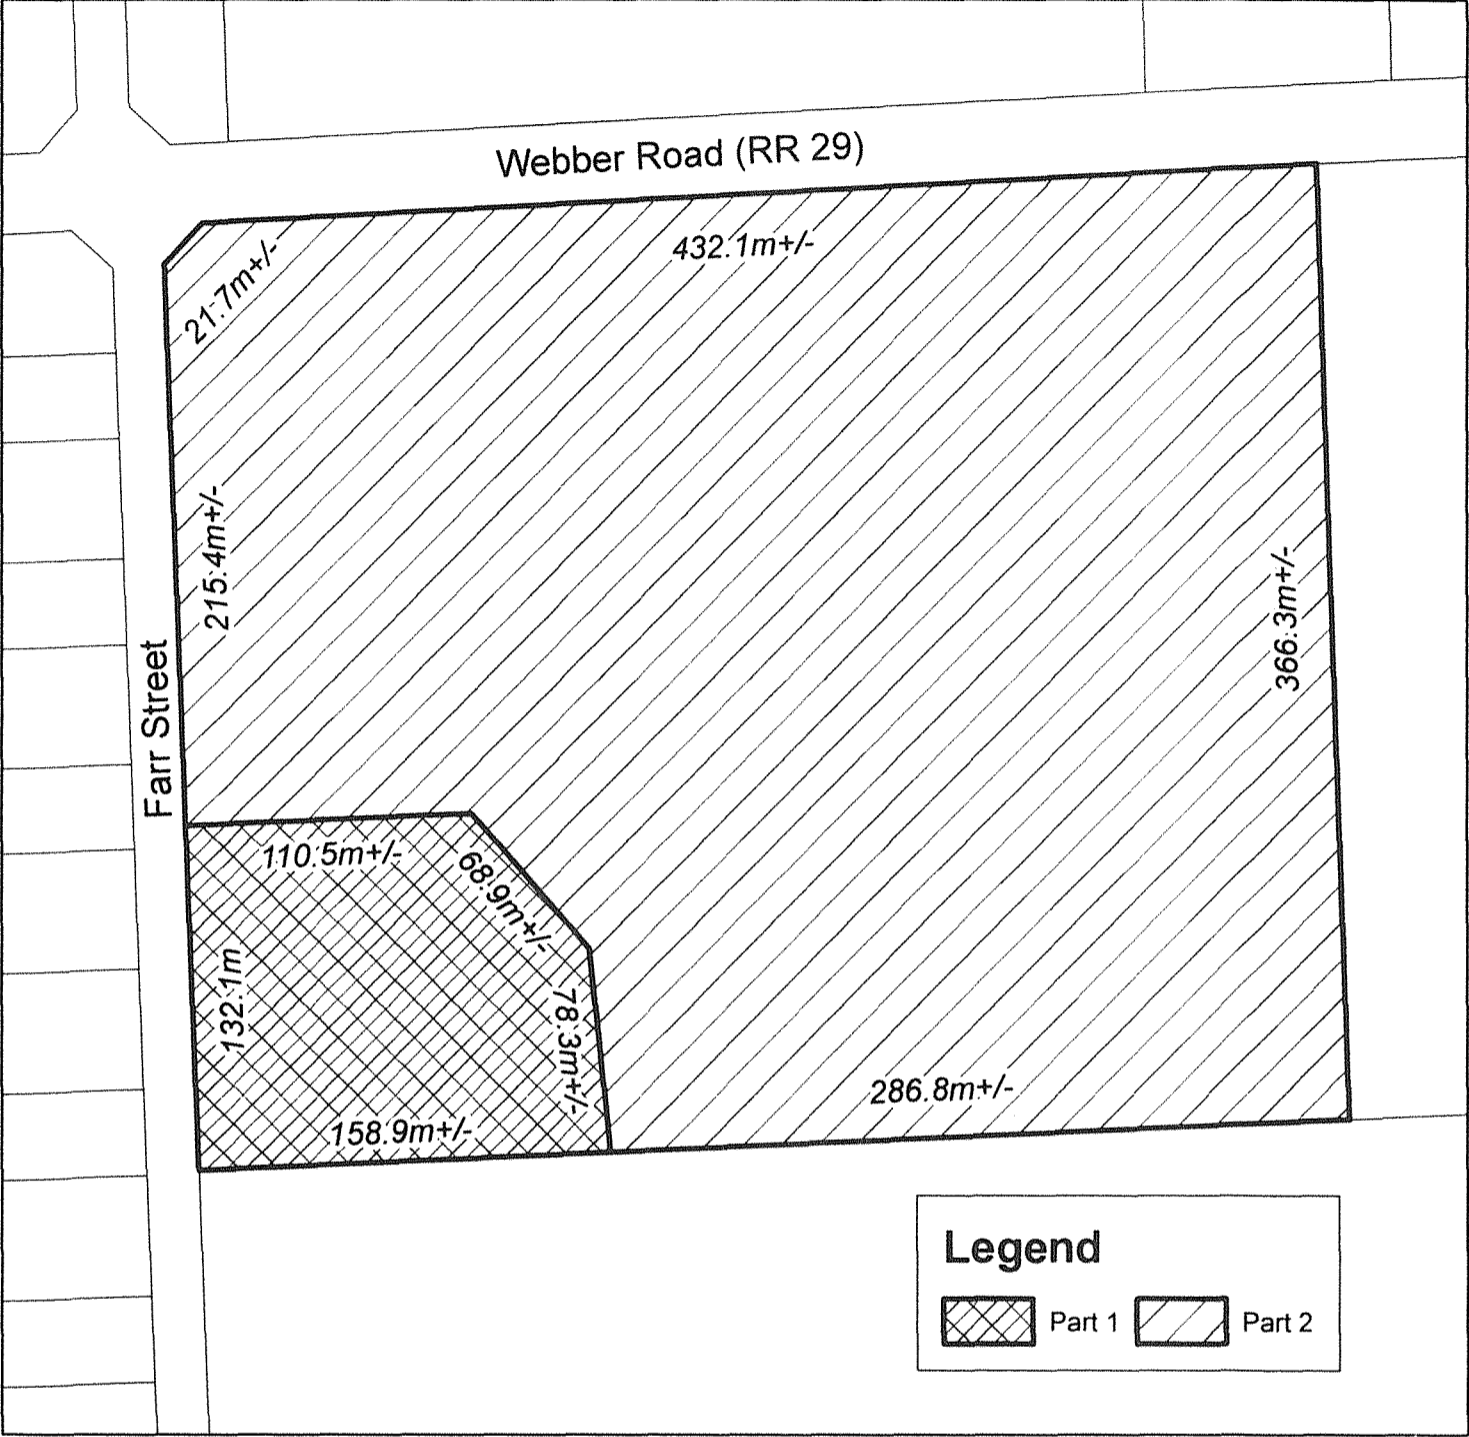 Webber Road (RR 29)
432.1m+/-
21.7m+/-
215.4m+/-
366.3m+/-
Farr Street
110.5m+/-
68.9m+/-
132.1m
78.3m+/-
158.9m+/-
286.8m+/-
Legend
Part 1
Part 2